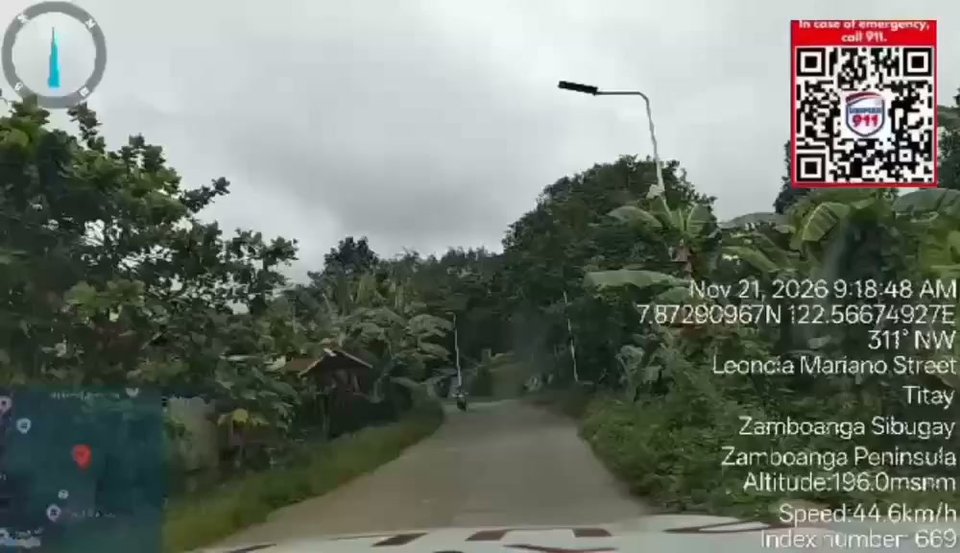 In case of emergency,
call 911.
911
Nov 21, 2026 9:18:48 AM
7.87290967N 122.56674927E
311° NW
Leoncia Mariano Street
Titay
Zamboanga Sibugay
Zamboanga Peninsula
Altitude:196.0msnm
Speed:44.6km/h
Index number: 669